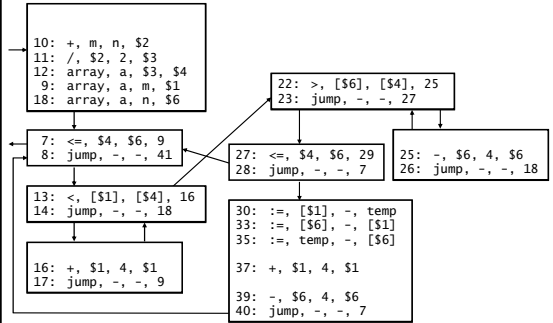 10: +, m, n, $2
11: /, $2, 2, $3
12: array, a, $3, $4
9: array, a, m, $1
18: array, a, n, $6
7: <=, $4, $6, 9
8: jump, -, -, 41
13: <, [$1], [$4], 16
14: jump, -, -, 18
16: +, $1, 4, $1
17: jump, -, -, 9
22: >, [$6], [$4], 25
23: jump, -, -, 27
25: -, $6, 4, $6
26: jump, -, -, 18
27: <=, $4, $6, 29
28: jump, -, -, 7
30: :=, [$1], -, temp
33: :=, [$6], -, [$1]
35: :=, temp, -, [$6]
37: +, $1, 4, $1
39: -, $6, 4, $6
40: jump, -, -, 7